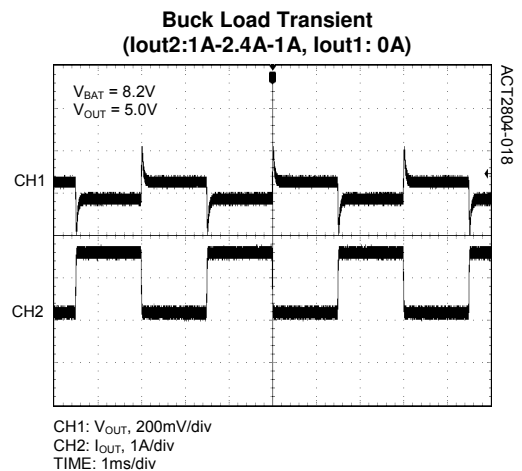 Buck Load Transient
(Iout2:1A-2.4A-1A, Iout1: 0A)
VBAT = 8.2V
VOUT = 5.0V
ACT2804-018
CH1
CH2
CH1: VOUT, 200mV/div
CH2: IOUT, 1A/div
TIME: 1ms/div